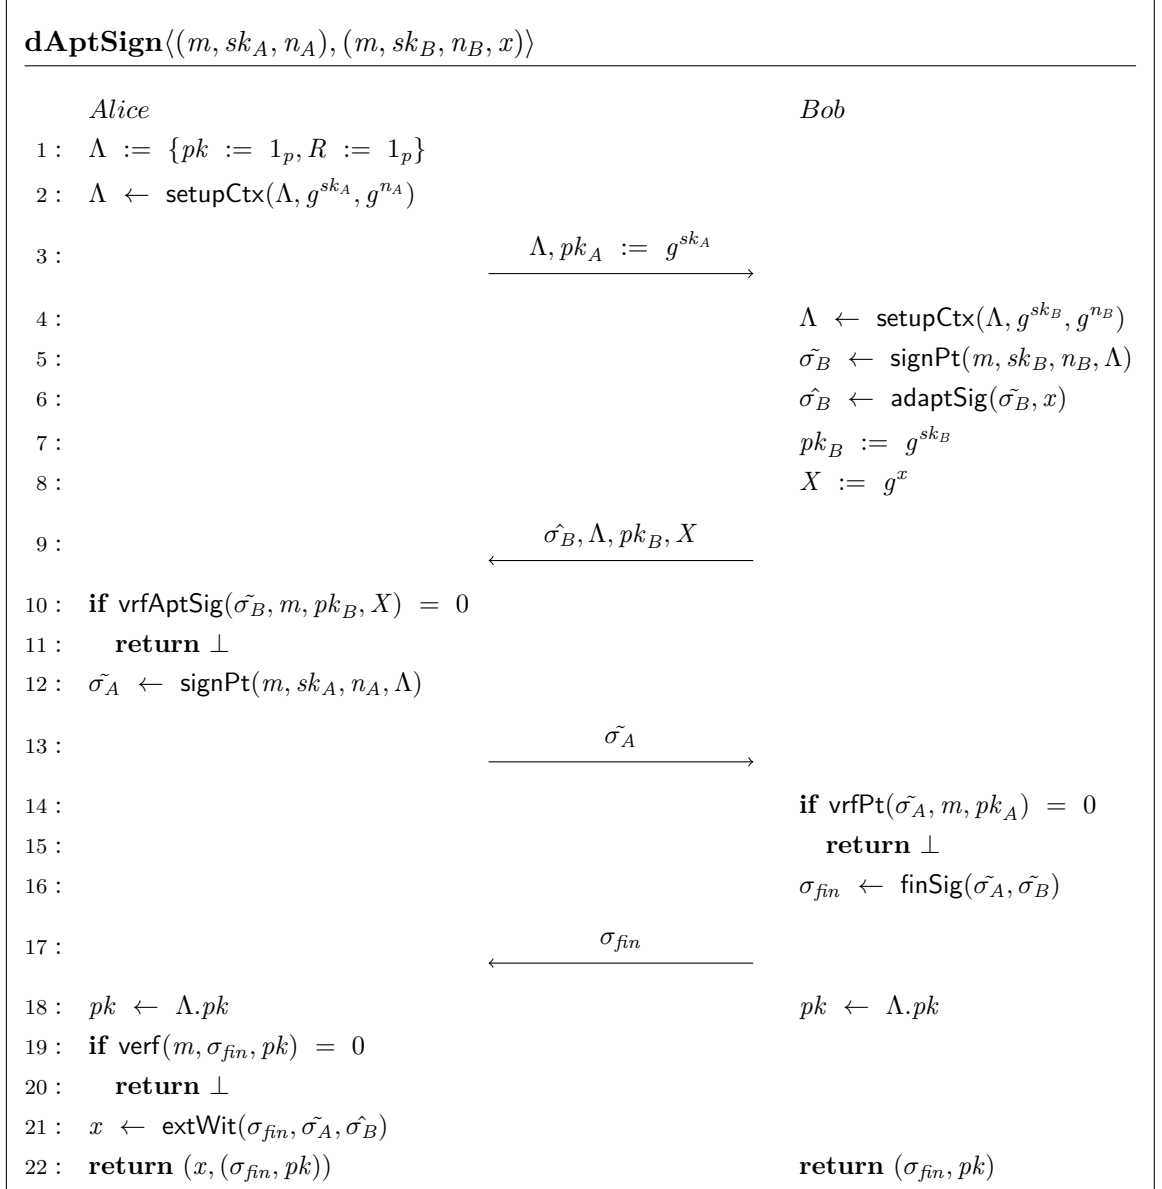 dAptSign⟨(m, sk_A, n_A), (m, sk_B, n_B, x)⟩
Alice Bob
1 : Λ := {pk := 1_p, R := 1_p}
2 : Λ ← setupCtx(Λ, g^{sk_A}, g^{n_A})
3 : Λ, pk_A := g^{sk_A}
4 : Λ ← setupCtx(Λ, g^{sk_B}, g^{n_B})
5 : σ̃_B ← signPt(m, sk_B, n_B, Λ)
6 : σ̂_B ← adaptSig(σ̃_B, x)
7 : pk_B := g^{sk_B}
8 : X := g^x
9 : σ̂_B, Λ, pk_B, X
10 : if vrfAptSig(σ̃_B, m, pk_B, X) = 0
11 : return ⊥
12 : σ̃_A ← signPt(m, sk_A, n_A, Λ)
13 : σ̃_A
14 : if vrfPt(σ̃_A, m, pk_A) = 0
15 : return ⊥
16 : σ_fin ← finSig(σ̃_A, σ̃_B)
17 : σ_fin
18 : pk ← Λ.pk pk ← Λ.pk
19 : if verf(m, σ_fin, pk) = 0
20 : return ⊥
21 : x ← extWit(σ_fin, σ̃_A, σ̂_B)
22 : return (x, (σ_fin, pk)) return (σ_fin, pk)